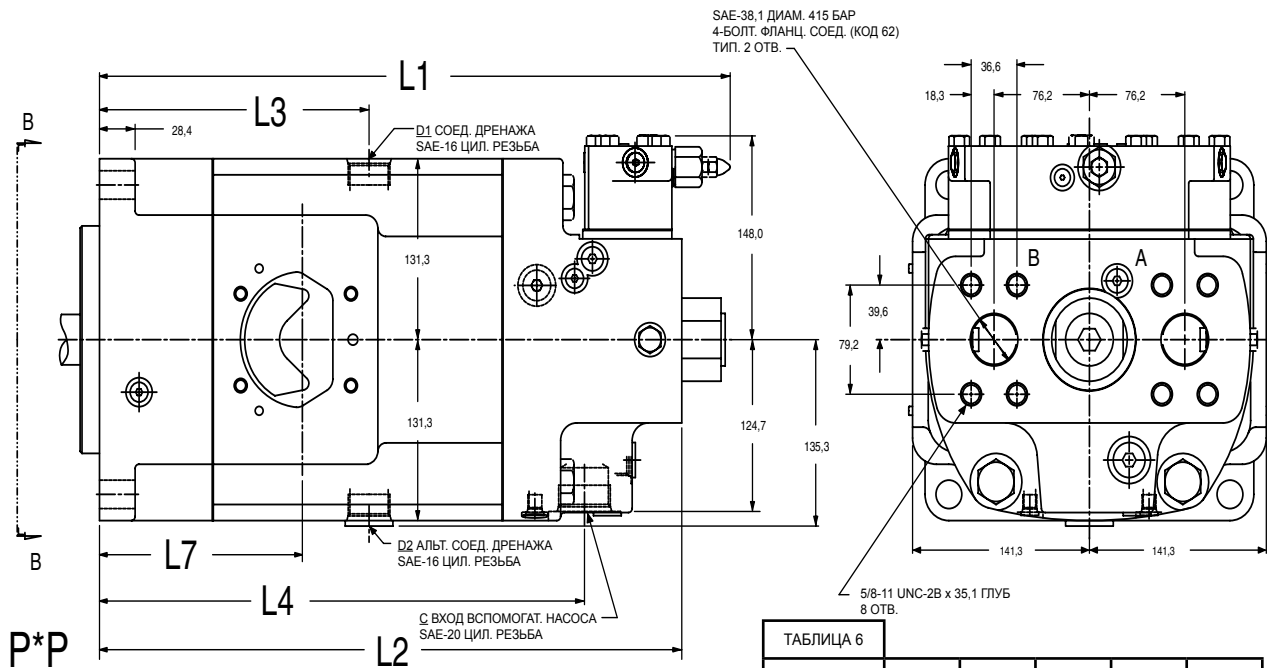 SAE-38,1 ДИАМ. 415 БАР
4-БОЛТ. ФЛАНЦ. СОЕД. (КОД 62)
ТИП. 2 ОТВ.
L1
36,6
L3
18,3
76,2
76,2
B
28,4
D1 СОЕД. ДРЕНАЖА
SAE-16 ЦИЛ. РЕЗЬБА
148,0
131,3
B
A
39,6
79,2
131,3
124,7
135,3
B
L7
D2 АЛЬТ. СОЕД. ДРЕНАЖА
SAE-16 ЦИЛ. РЕЗЬБА
141,3
141,3
L4
C ВХОД ВСПОМОГАТ. НАСОСА
SAE-20 ЦИЛ. РЕЗЬБА
5/8-11 UNC-2B x 35,1 ГЛУБ
8 ОТВ.
P*P
L2
ТАБЛИЦА 6